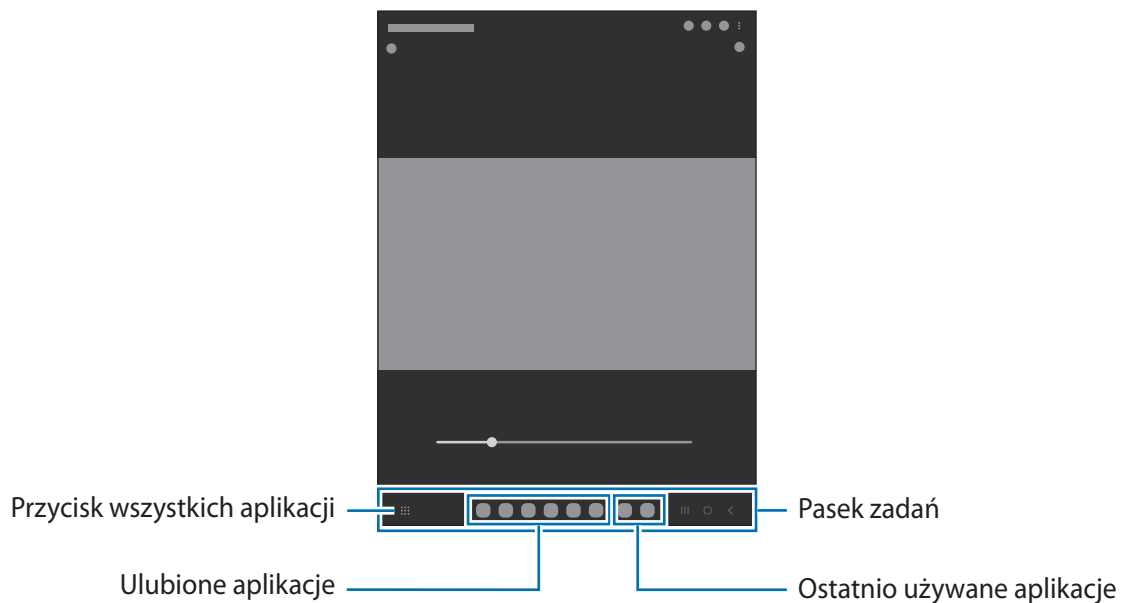 Przycisk wszystkich aplikacji
Pasek zadań
Ulubione aplikacje
Ostatnio używane aplikacje